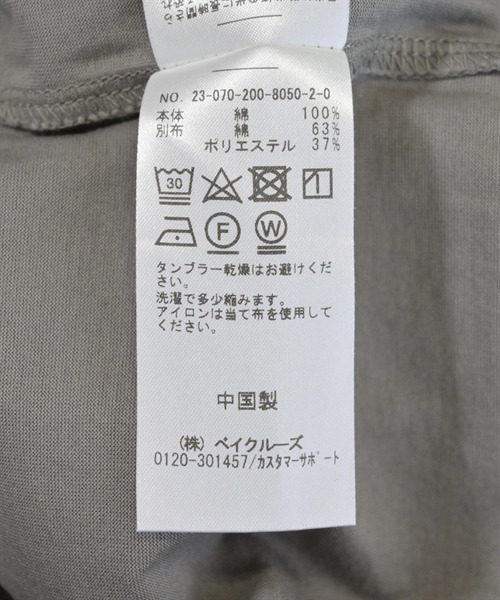 に長時間
NO. 23-070-200-8050-2-0
本体 綿 100%
別布 綿 63%
ポリエステル 37%
30
F W
タンブラー乾燥はお避けくだ
さい。
洗濯で多少縮みます。
アイロンは当て布を使用して
ください。
中国製
(株) ベイクルーズ
0120-301457/カスタマーサポート